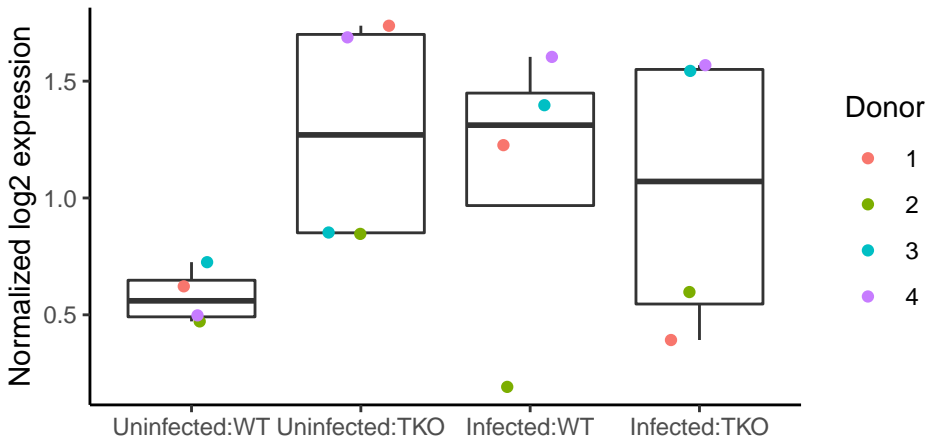 Normalized log2 expression
1.5
1.0
0.5
Uninfected:WT Uninfected:TKO Infected:WT Infected:TKO
Donor
1
2
3
4